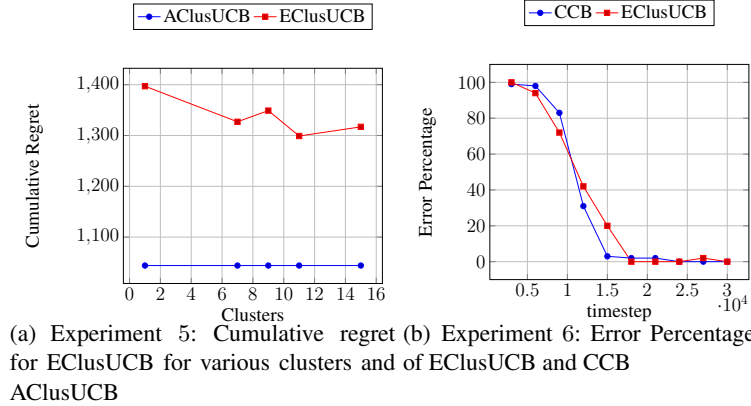 AClusUCB EClusUCB
1,400
1,300
1,200
1,100
Cumulative Regret
0 2 4 6 8 10 12 14 16
Clusters
(a) Experiment 5: Cumulative regret
for EClusUCB for various clusters and
AClusUCB
CCB EClusUCB
100
80
60
40
20
0
Error Percentage
0.5 1 1.5 2 2.5 3
·10⁴
timestep
(b) Experiment 6: Error Percentage
of EClusUCB and CCB